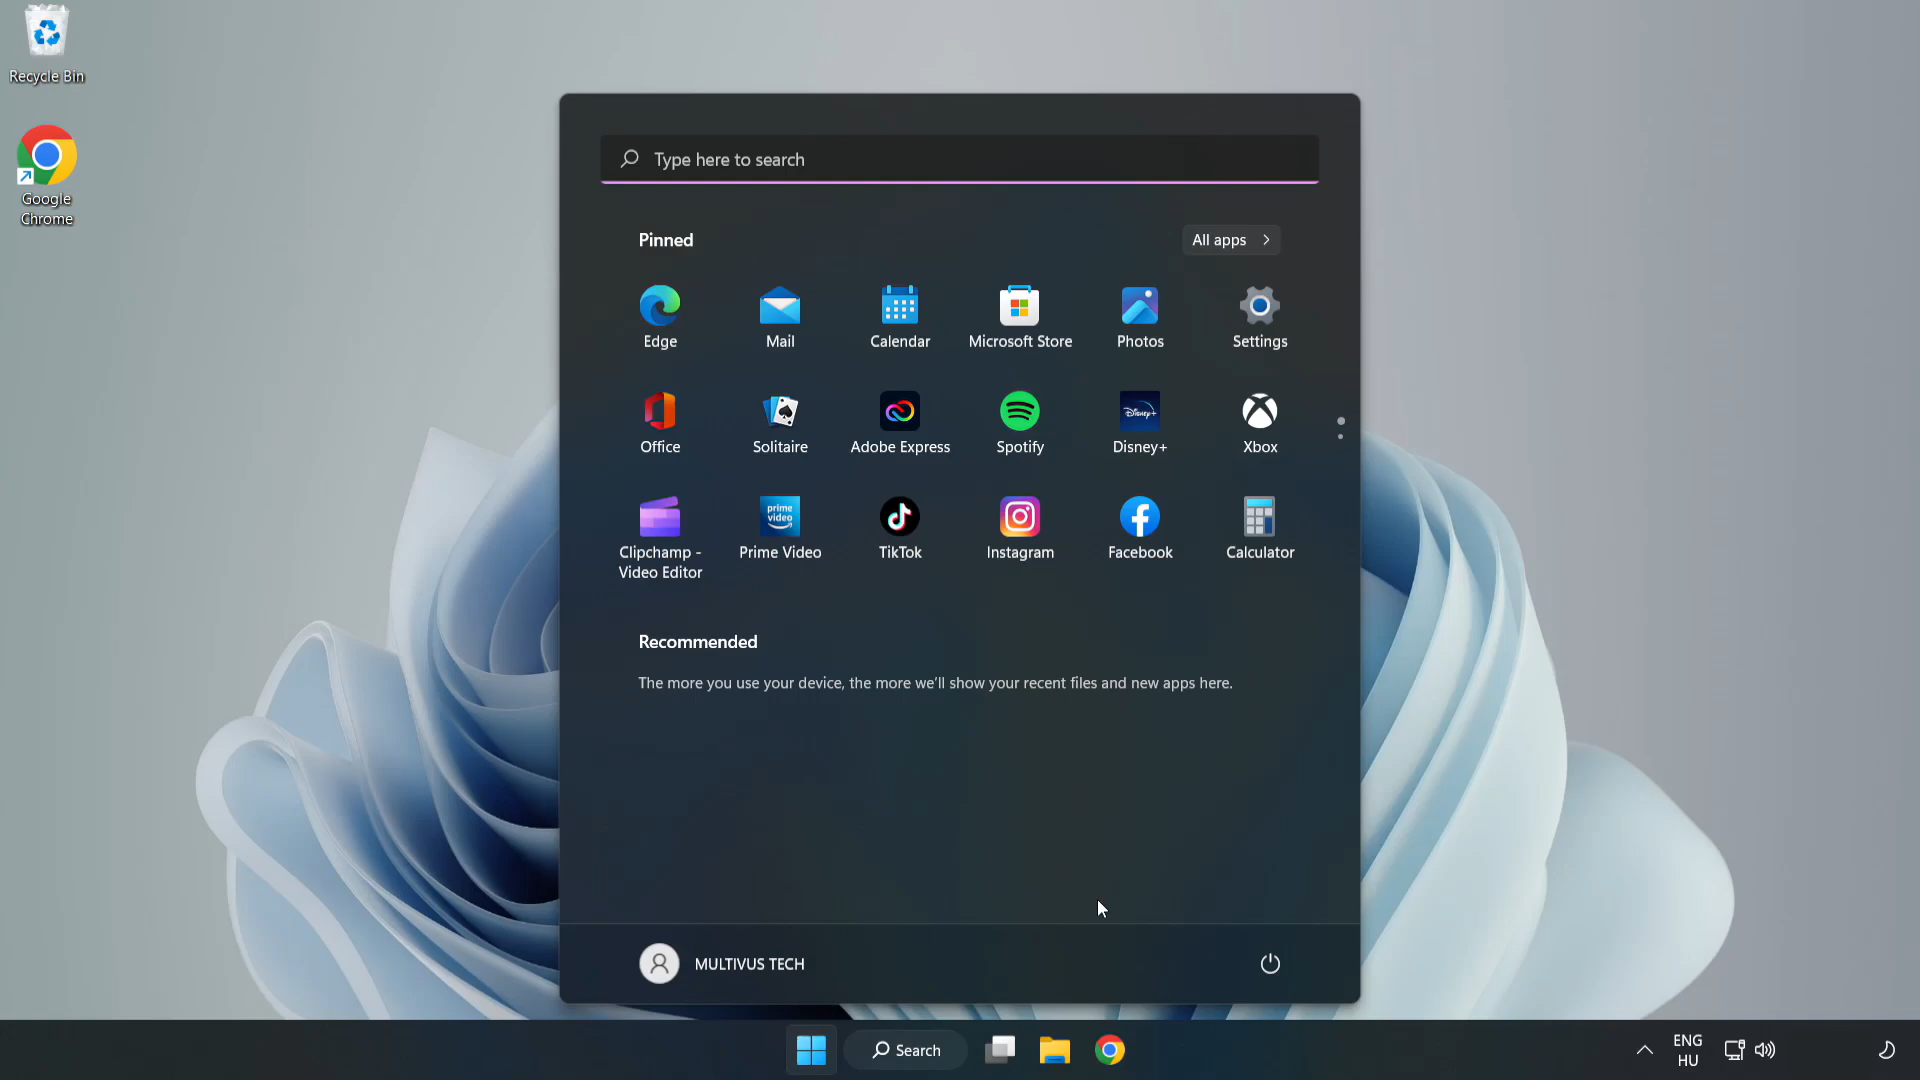 Recycle Bin
Google
Chrome
Type here to search
Pinned
All apps
Edge
Mail
Calendar
Microsoft Store
Photos
Settings
Disney+
Office
Solitaire
Adobe Express
Spotify
Disney+
Xbox
prime
video
Clipchamp -
Video Editor
Prime Video
TikTok
Instagram
Facebook
Calculator
Recommended
The more you use your device, the more we'll show your recent files and new apps here.
MULTIVUS TECH
Search
ENG
HU